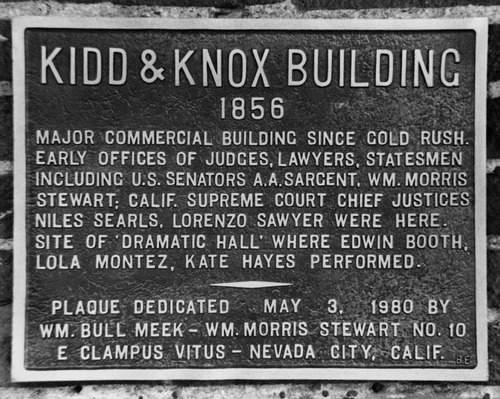 KIDD & KNOX BUILDING
1856
MAJOR COMMERCIAL BUILDING SINCE GOLD RUSH.
EARLY OFFICES OF JUDGES, LAWYERS, STATESMEN
INCLUDING U.S. SENATORS A.A. SARGENT, WM. MORRIS
STEWART; CALIF. SUPREME COURT CHIEF JUSTICES
NILES SEARLS, LORENZO SAWYER WERE HERE.
SITE OF 'DRAMATIC HALL' WHERE EDWIN BOOTH,
LOLA MONTEZ, KATE HAYES PERFORMED.
PLAQUE DEDICATED MAY 3, 1980 BY
WM. BULL MEEK - WM. MORRIS STEWART NO. 10
E CLAMPUS VITUS - NEVADA CITY, CALIF.
B.E